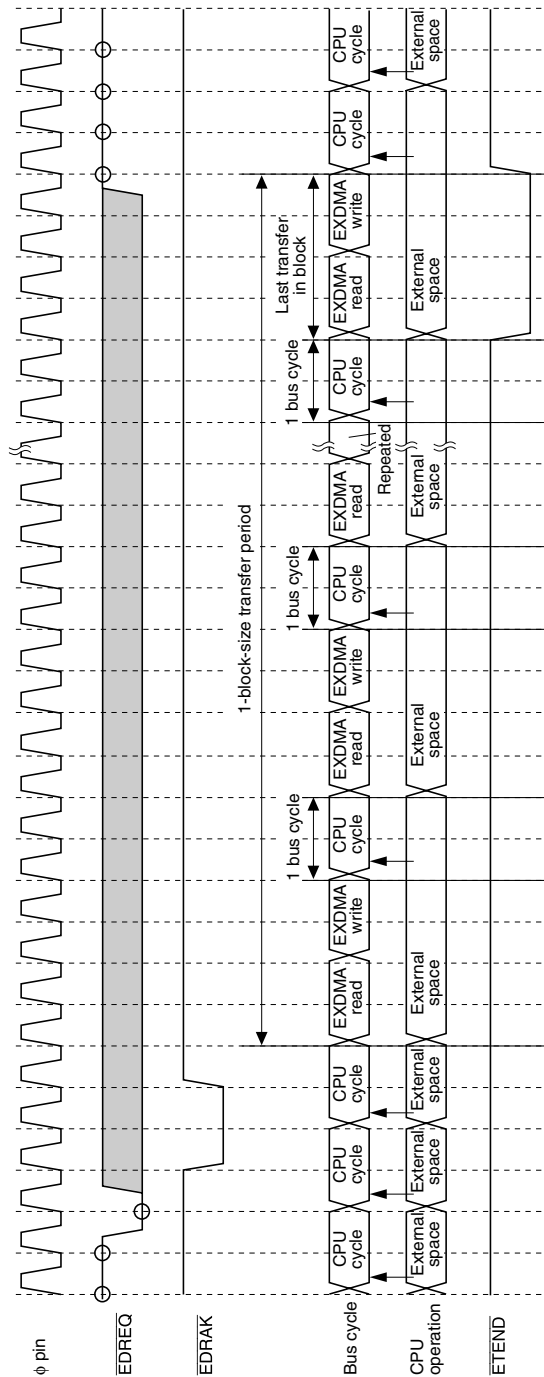 φ pin
EDREQ
EDRAK
1-block-size transfer period
Last transfer
in block
1 bus cycle
1 bus cycle
1 bus cycle
Bus cycle
CPU
cycle
CPU
cycle
CPU
cycle
EXDMA
read
EXDMA
write
CPU
cycle
EXDMA
read
EXDMA
write
CPU
cycle
EXDMA
read
Repeated
CPU
cycle
EXDMA
read
EXDMA
write
CPU
cycle
CPU
cycle
CPU
operation
External
space
External
space
External
space
External
space
External
space
External
space
External
space
External
space
ETEND